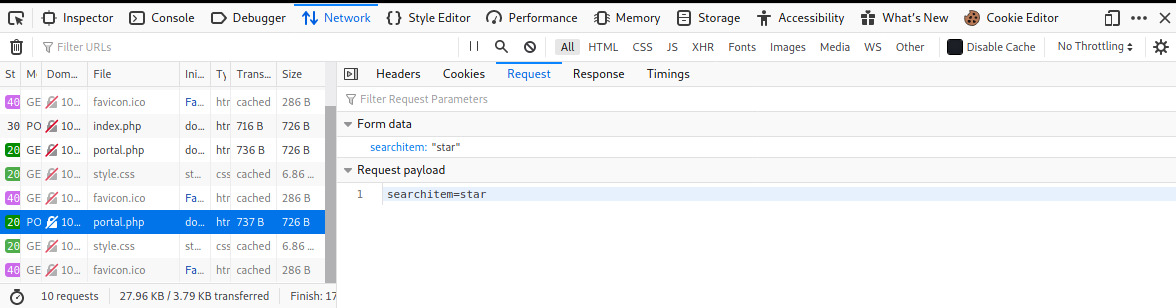 Inspector Console Debugger Network Style Editor Performance Memory Storage Accessibility What's New Cookie Editor
Filter URLs All HTML CSS JS XHR Fonts Images Media WS Other Disable Cache No Throttling
St M Dom… File Ini… Ty Trans… Size Headers Cookies Request Response Timings
Filter Request Parameters
40 GE 10… favicon.ico Fa… htr cached 286 B
Form data
30 PO 10… index.php do… htr 716 B 726 B
searchitem: "star"
20 GE 10… portal.php do… htr 736 B 726 B
Request payload
20 GE 10… style.css st… css cached 6.86 …
1 searchitem=star
40 GE 10… favicon.ico Fa… htr cached 286 B
20 PO 10… portal.php do… htr 737 B 726 B
20 GE 10… style.css st… css cached 6.86 …
40 GE 10… favicon.ico Fa… htr cached 286 B
10 requests 27.96 KB / 3.79 KB transferred Finish: 17